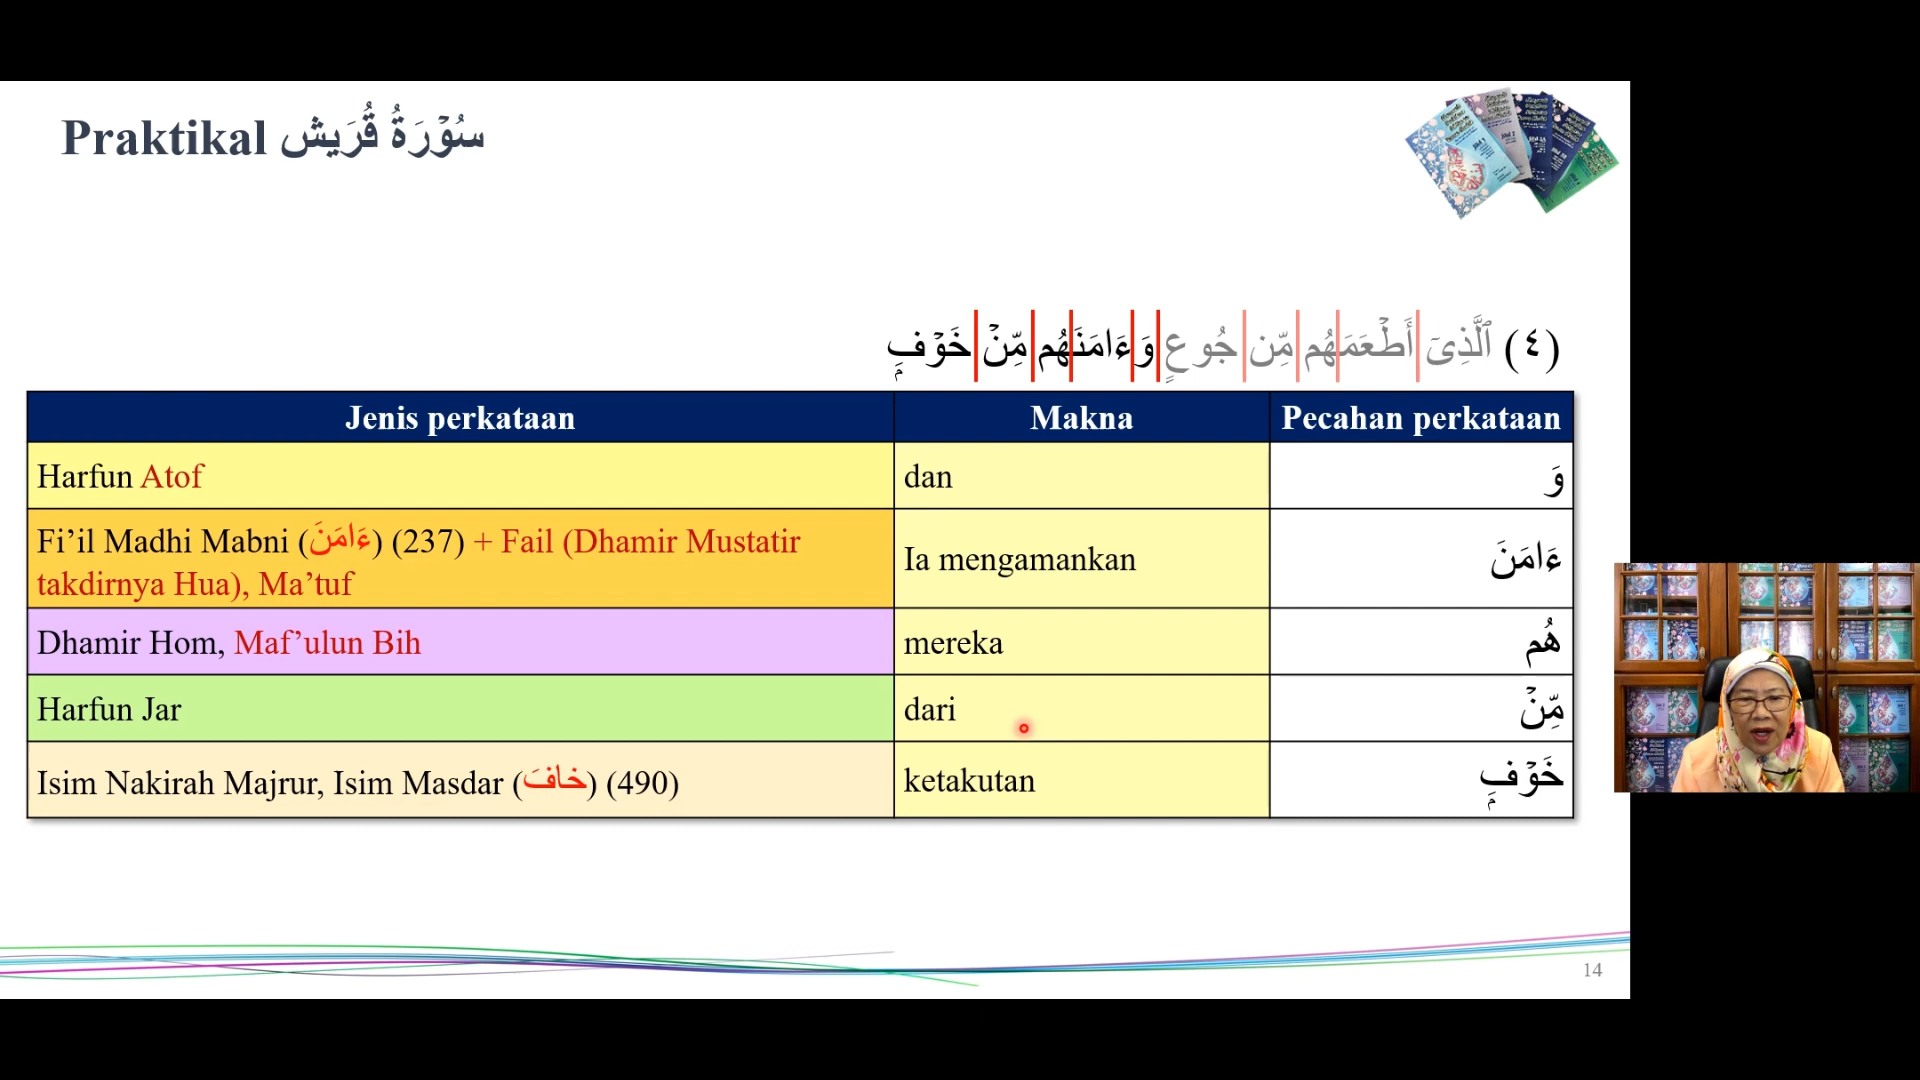 Praktikal سُوۡرَةُ قُرَيش
(٤) ٱلَّذِىٓ أَطۡعَمَهُم مِّن جُوعٍ وَءَامَنَهُم مِّنۡ خَوۡفِۭ
Jenis perkataan Makna Pecahan perkataan
Harfun Atof dan وَ
Fi’il Madhi Mabni (ءَامَنَ) (237) + Fail (Dhamir Mustatir
takdirnya Hua), Ma’tuf Ia mengamankan ءَامَنَ
Dhamir Hom, Maf’ulun Bih mereka هُم
Harfun Jar dari مِّنۡ
Isim Nakirah Majrur, Isim Masdar (خافَ) (490) ketakutan خَوۡفِۭ
14